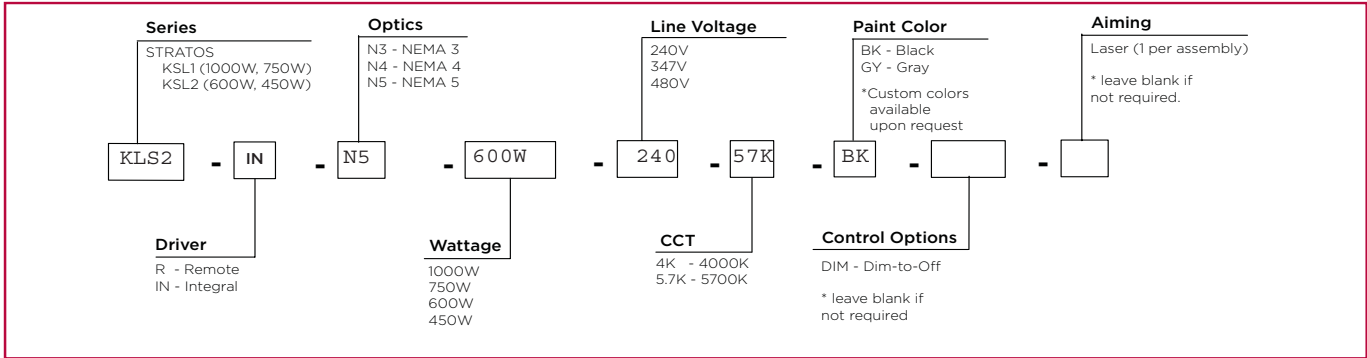 Series
STRATOS
KSL1 (1000W, 750W)
KSL2 (600W, 450W)
Optics
N3 - NEMA 3
N4 - NEMA 4
N5 - NEMA 5
Line Voltage
240V
347V
480V
Paint Color
BK - Black
GY - Gray
*Custom colors
available
upon request
Aiming
Laser (1 per assembly)
* leave blank if
not required.
KLS2 - IN - N5 - 600W - 240 - 57K - BK - -
Driver
R - Remote
IN - Integral
Wattage
1000W
750W
600W
450W
CCT
4K - 4000K
5.7K - 5700K
Control Options
DIM - Dim-to-Off
* leave blank if
not required